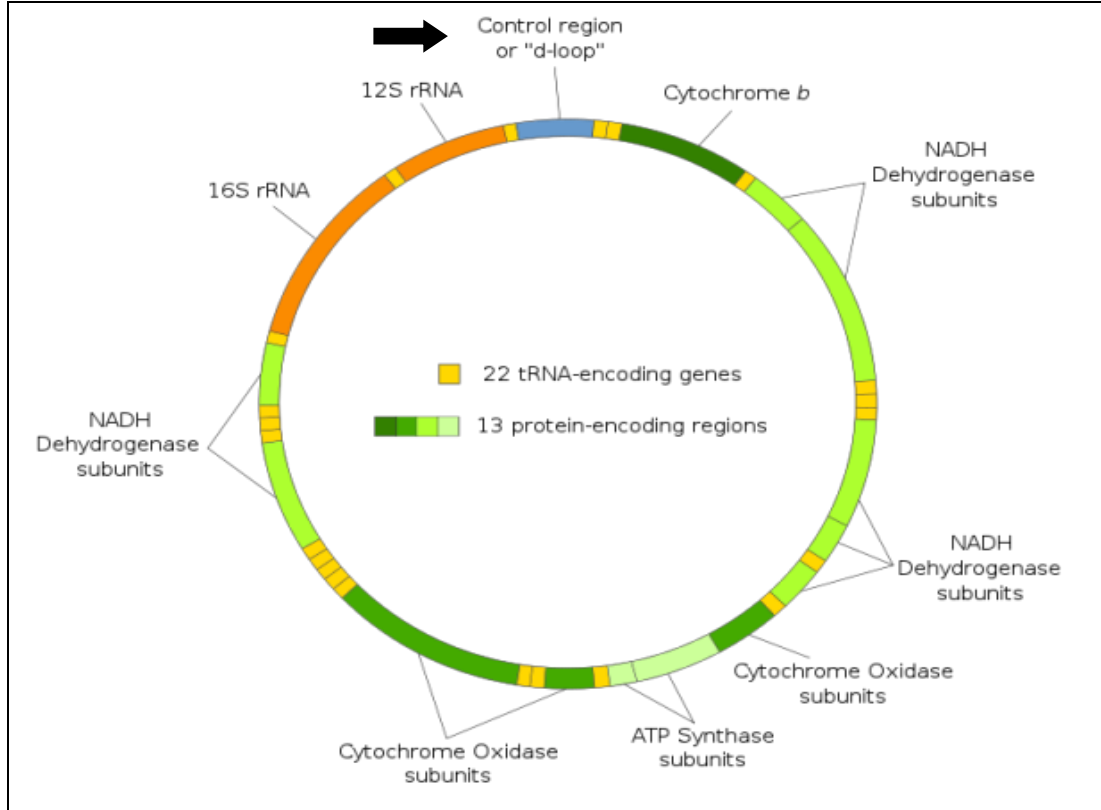 Control region
or "d-loop"
12S rRNA
Cytochrome b
NADH
Dehydrogenase
subunits
16S rRNA
22 tRNA-encoding genes
13 protein-encoding regions
NADH
Dehydrogenase
subunits
NADH
Dehydrogenase
subunits
Cytochrome Oxidase
subunits
ATP Synthase
subunits
Cytochrome Oxidase
subunits